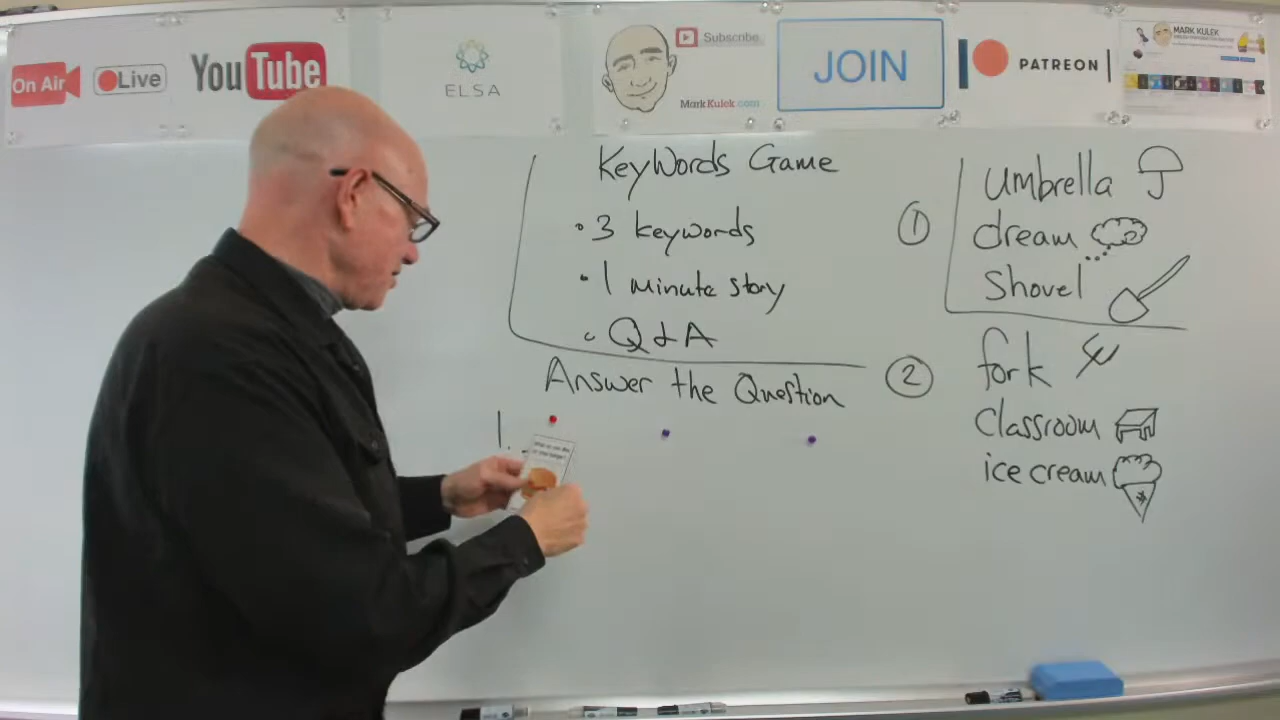 On Air
Live
YouTube
ELSA
Subscribe
MarkKulek.com
JOIN
PATREON
MARK KULEK
KeyWords Game
• 3 keywords
• 1 minute story
• Q & A
Answer the Question
1.
1
Umbrella
dream
Shovel
2
fork
Classroom
ice cream